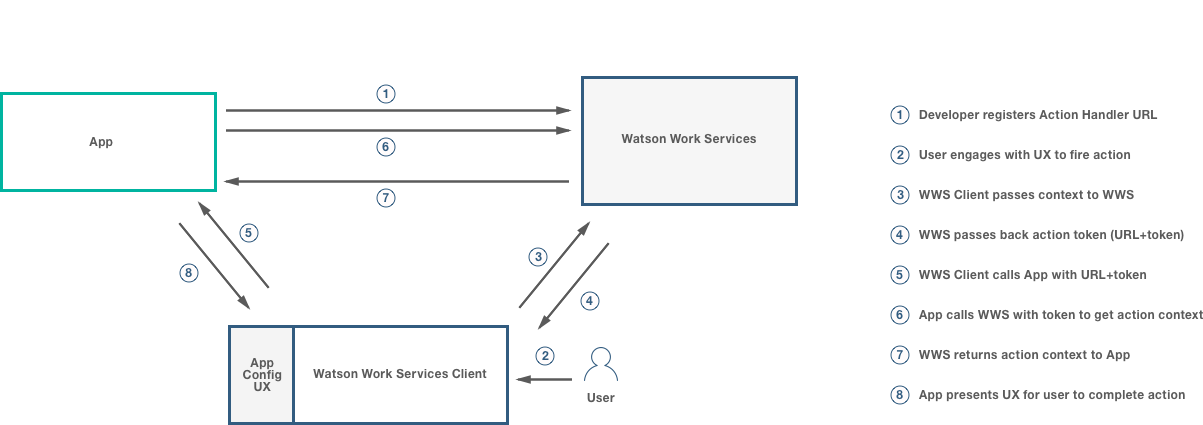 App
1
6
7
Watson Work Services
5
8
3
4
App
Config
UX
Watson Work Services Client
2
User
1 Developer registers Action Handler URL
2 User engages with UX to fire action
3 WWS Client passes context to WWS
4 WWS passes back action token (URL+token)
5 WWS Client calls App with URL+token
6 App calls WWS with token to get action context
7 WWS returns action context to App
8 App presents UX for user to complete action